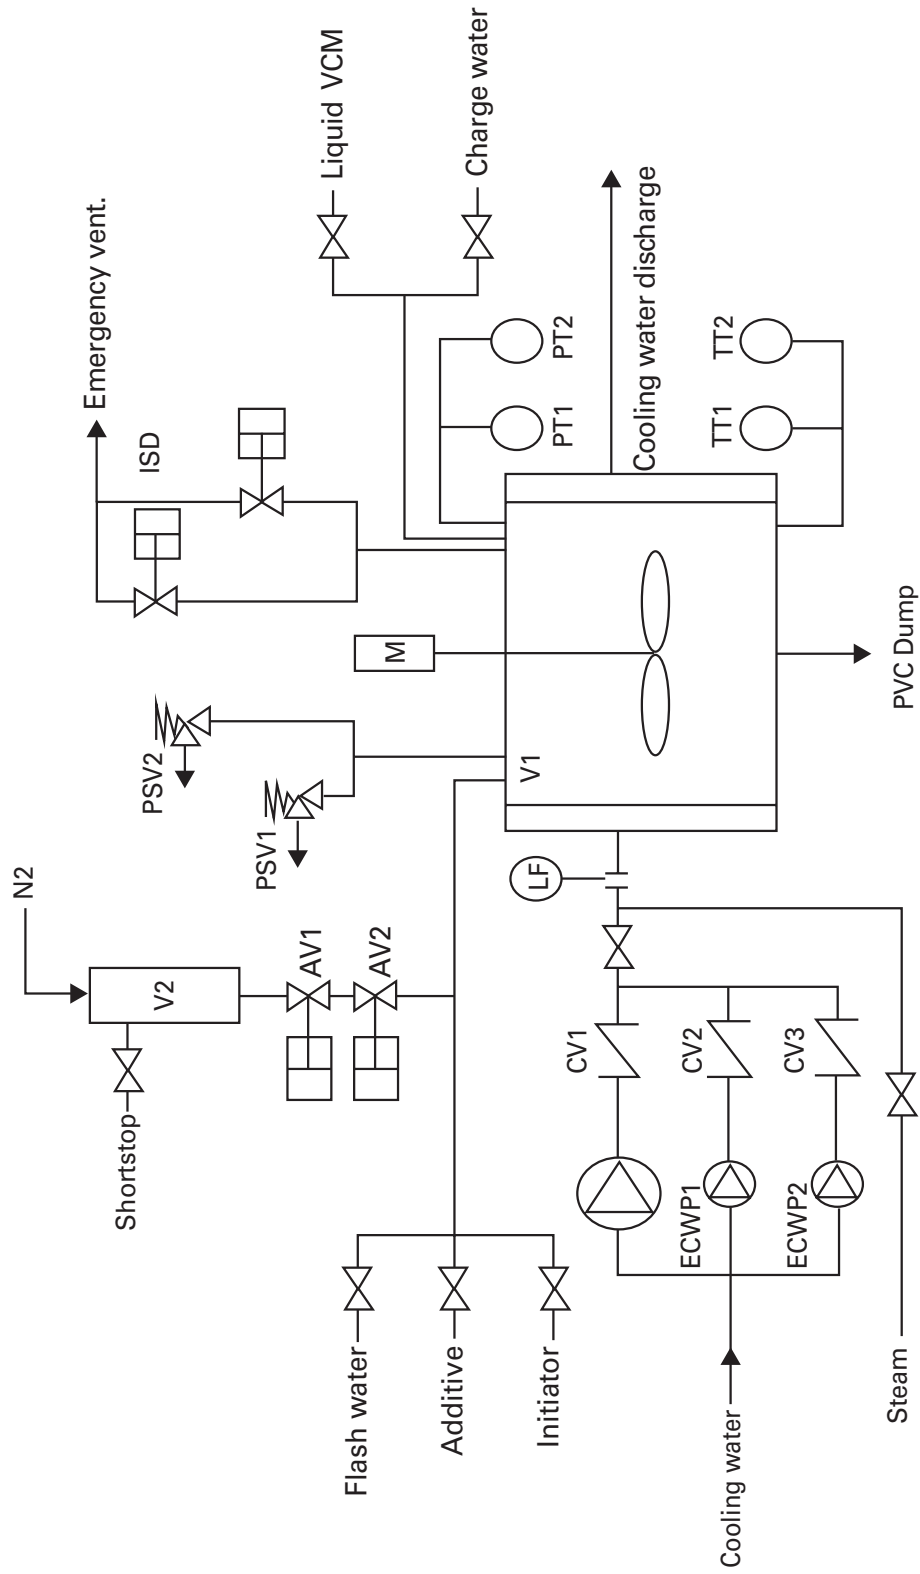 N2
V2
Shortstop
AV1
AV2
PSV2
PSV1
Emergency vent.
ISD
M
Liquid VCM
Charge water
PT1
PT2
V1
Cooling water discharge
TT1
TT2
PVC Dump
LF
Flash water
Additive
Initiator
CV1
CV2
CV3
ECWP1
ECWP2
Cooling water
Steam